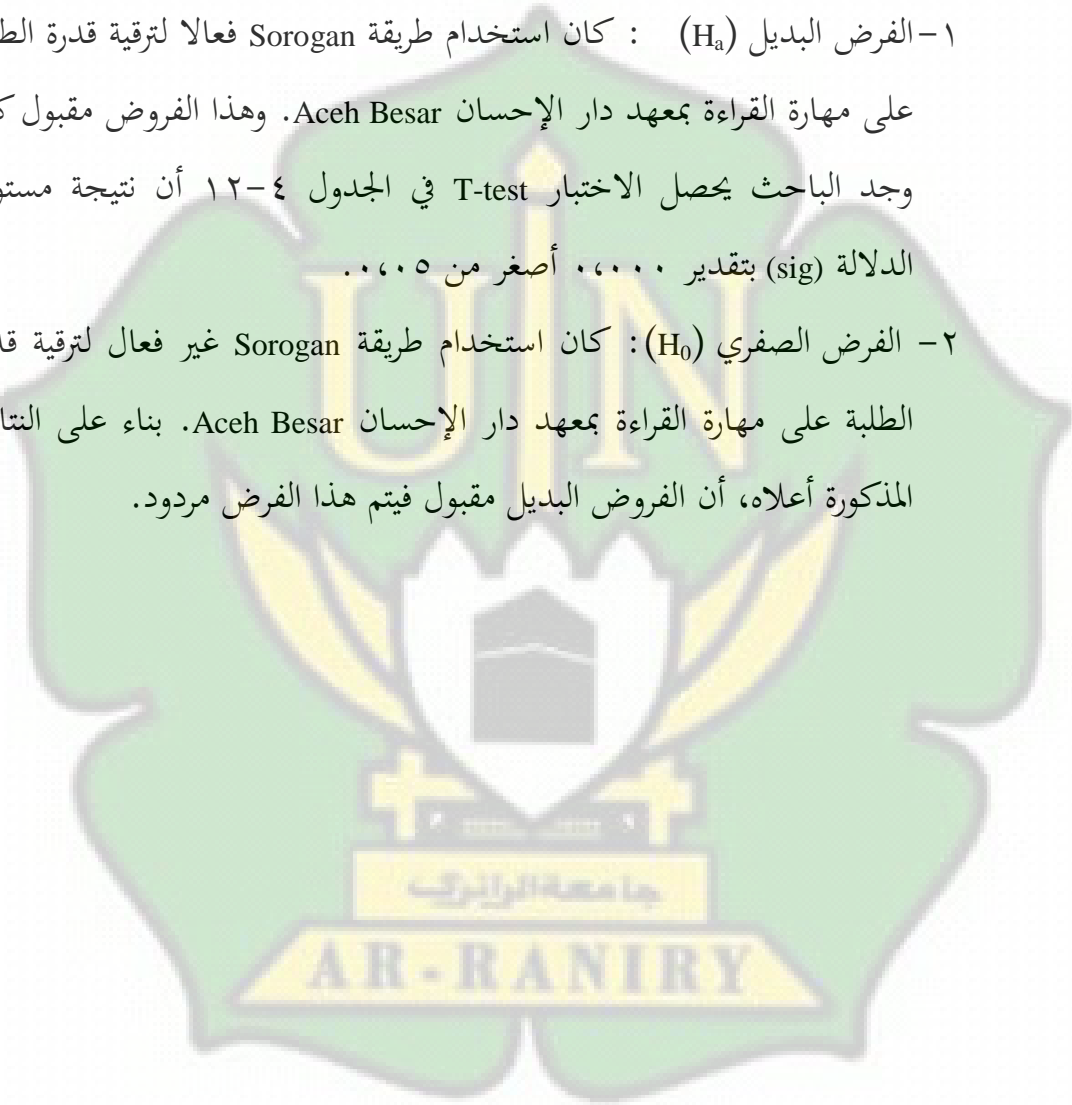 ١- الفرض البديل (Hₐ) : كان استخدام طريقة Sorogan فعالا لترقية قدرة
على مهارة القراءة بمعهد دار الإحسان Aceh Besar. وهذا الفروض مقبول
وجد الباحث يحصل الاختبار T-test في الجدول ٤-١٢ أن نتيجة
الدلالة (sig) بتقدير ٠،٠٠٠ أصغر من ٠،٠٥.
٢- الفرض الصفري (H₀): كان استخدام طريقة Sorogan غير فعال لترقية
الطلبة على مهارة القراءة بمعهد دار الإحسان Aceh Besar. بناء على
المذكورة أعلاه، أن الفروض البديل مقبول فيتم هذا الفرض مردود.
UIN
جامعة الرانري
AR-RANIRY